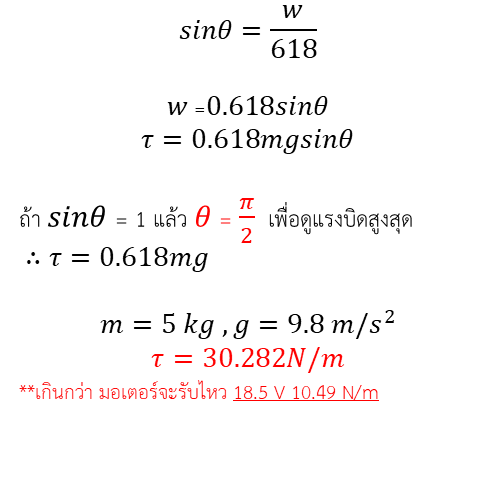 sinθ = w/618
w =0.618sinθ
τ = 0.618mgsinθ
ถ้า sinθ = 1 แล้ว θ = π/2 เพื่อดูแรงบิดสูงสุด
∴ τ = 0.618mg
m = 5 kg , g = 9.8 m/s²
τ = 30.282N/m
**เกินกว่า มอเตอร์จะรับไหว 18.5 V 10.49 N/m